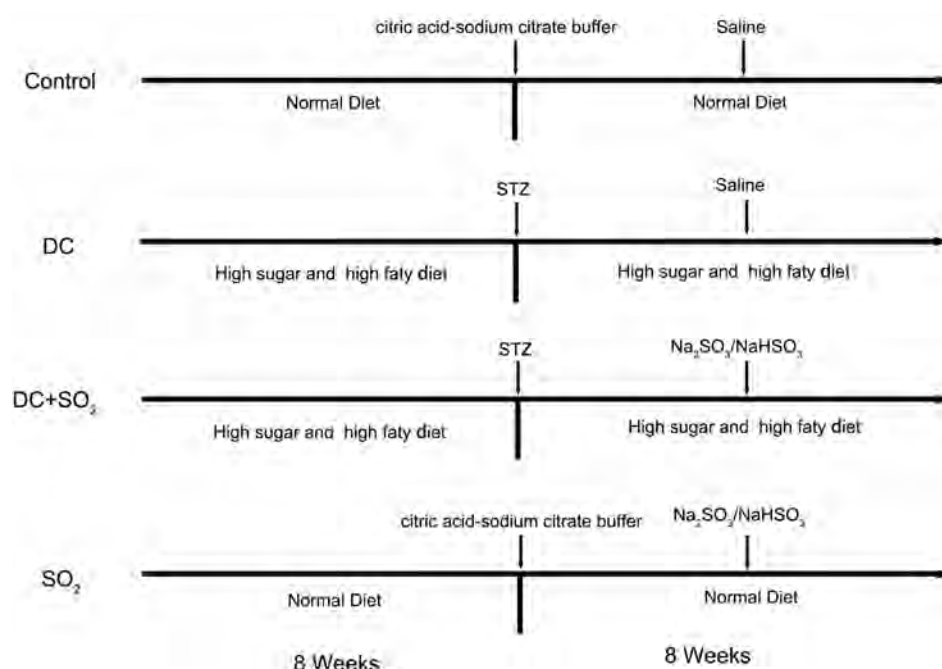 citric acid-sodium citrate buffer Saline
Control
Normal Diet Normal Diet
STZ Saline
DC
High sugar and high faty diet High sugar and high faty diet
STZ Na₂SO₃/NaHSO₃
DC+SO₂
High sugar and high faty diet High sugar and high faty diet
citric acid-sodium citrate buffer Na₂SO₃/NaHSO₃
SO₂
Normal Diet Normal Diet
8 Weeks 8 Weeks